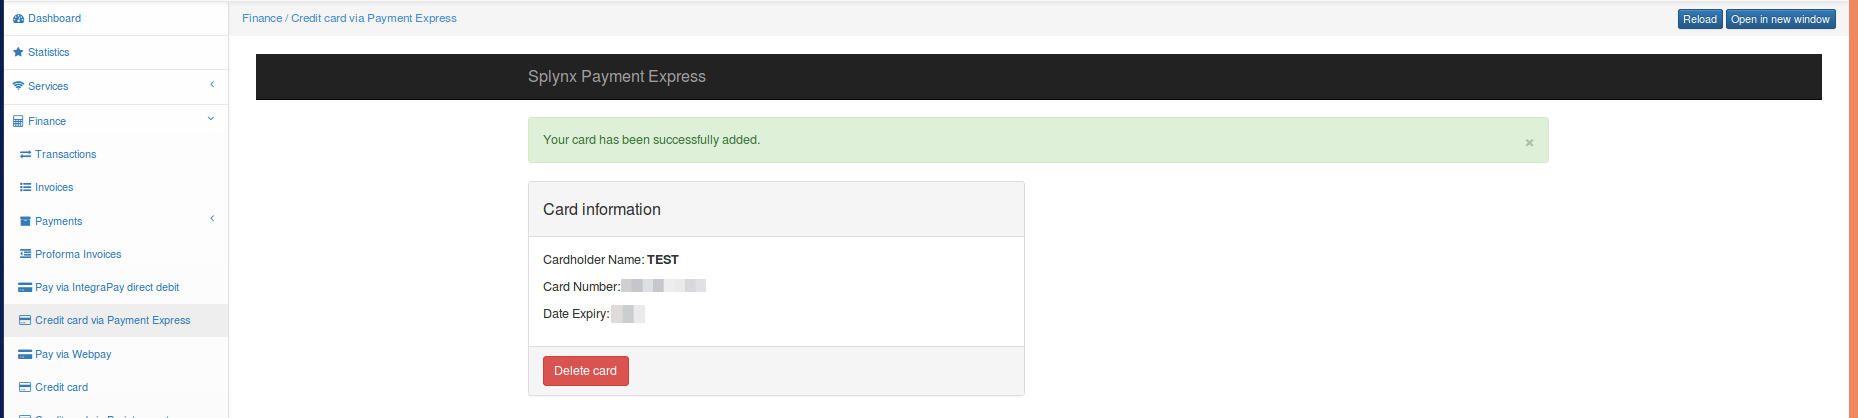 Dashboard
Statistics
Services
Finance
Transactions
Invoices
Payments
Proforma Invoices
Pay via IntegraPay direct debit
Credit card via Payment Express
Pay via Webpay
Credit card
Finance / Credit card via Payment Express
Reload
Open in new window
Splynx Payment Express
Your card has been successfully added.
×
Card information
Cardholder Name: TEST
Card Number:
Date Expiry:
Delete card